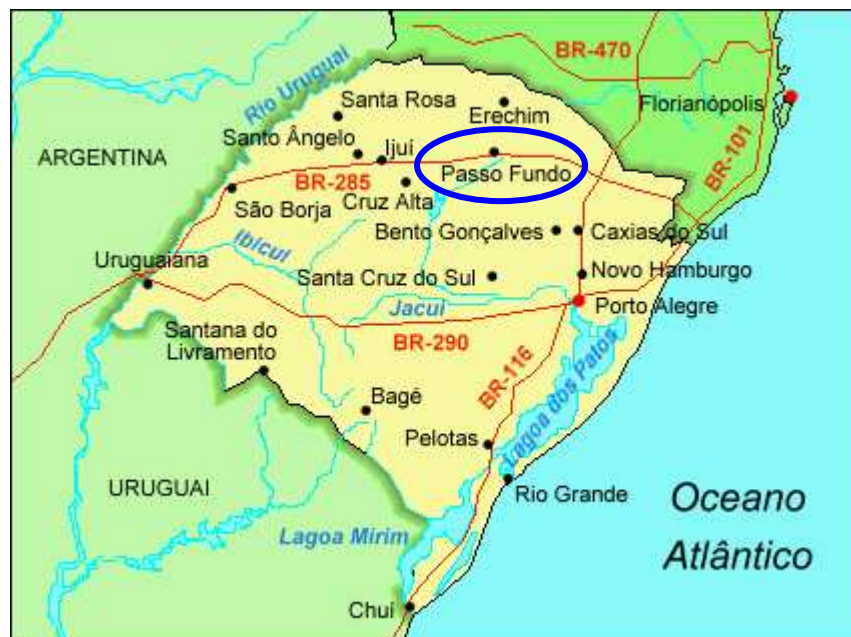 BR-470
Santa Rosa
Rio Uruguai
Erechim
Florianópolis
Santo Ângelo
Ijuí
ARGENTINA
BR-101
Passo Fundo
BR-285
Cruz Alta
São Borja
Ibicul
Bento Gonçalves
Caxias do Sul
Uruguaiana
Santa Cruz do Sul
Novo Hamburgo
Jacul
Porto Alegre
Santana do
Livramento
BR-290
BR-116
Lagoa dos Patos
Bagé
Pelotas
URUGUAI
Rio Grande
Oceano
Atlântico
Lagoa Mirim
Chuí